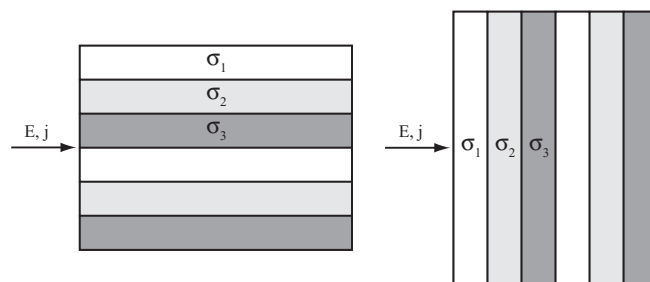 σ₁
σ₂
E, j
σ₃
E, j
σ₁ σ₂ σ₃